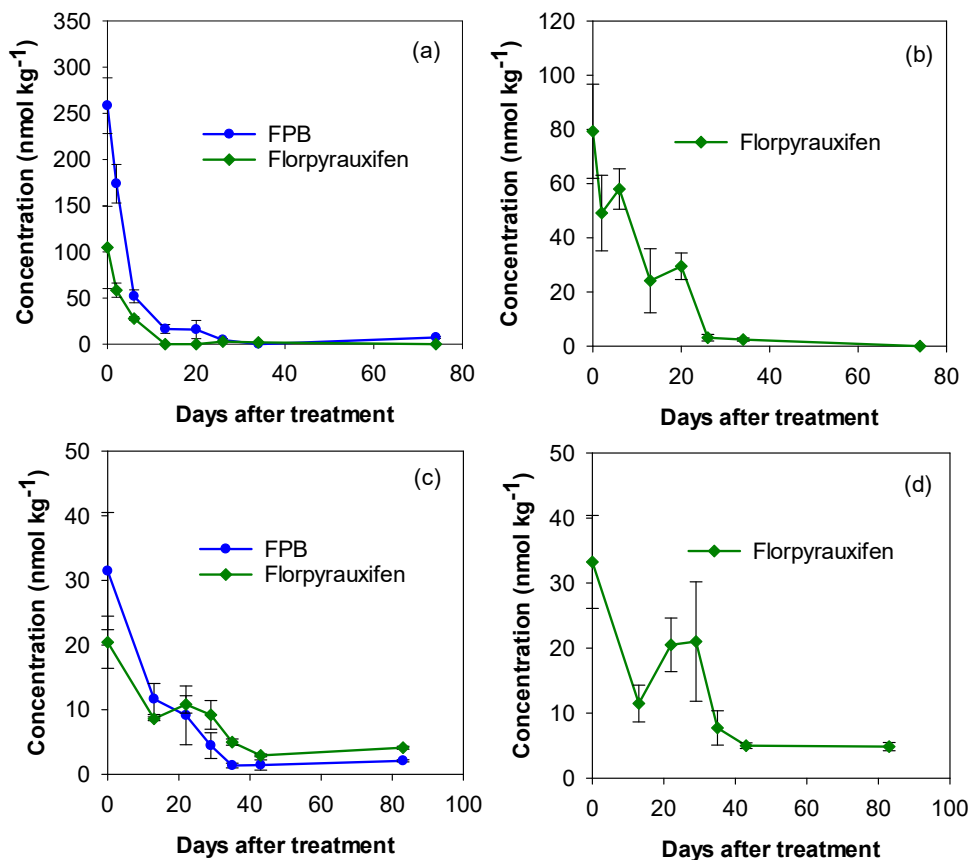 (a)
Concentration (nmol kg-1)
350
300
250
200
150
100
50
0
FPB
Florpyrauxifen
0 20 40 60 80
Days after treatment
(b)
Concentration (nmol kg-1)
120
100
80
60
40
20
0
Florpyrauxifen
0 20 40 60 80
Days after treatment
(c)
Concentration (nmol kg-1)
50
40
30
20
10
0
FPB
Florpyrauxifen
0 20 40 60 80 100
Days after treatment
(d)
Concentration (nmol kg-1)
50
40
30
20
10
0
Florpyrauxifen
0 20 40 60 80 100
Days after treatment